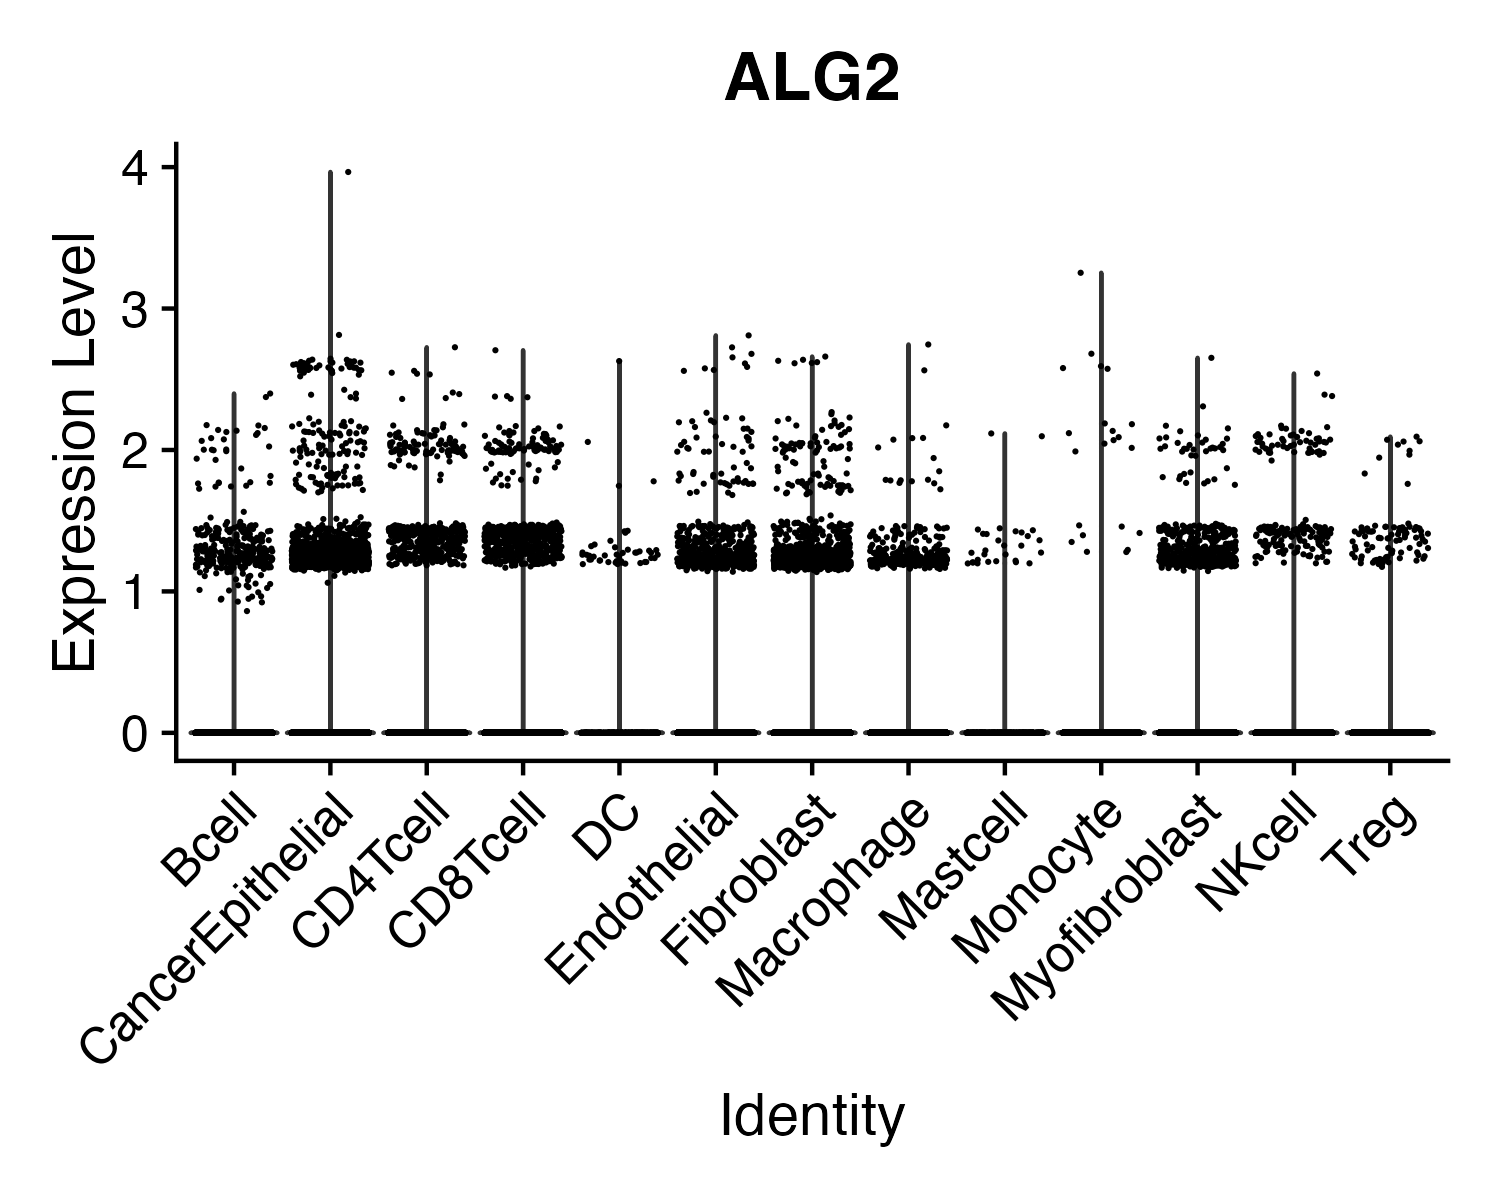 ALG2
Expression Level
4
3
2
1
0
Bcell
CancerEpithelial
CD4Tcell
CD8Tcell
DC
Endothelial
Fibroblast
Macrophage
Mastcell
Monocyte
Myofibroblast
NKcell
Treg
Identity